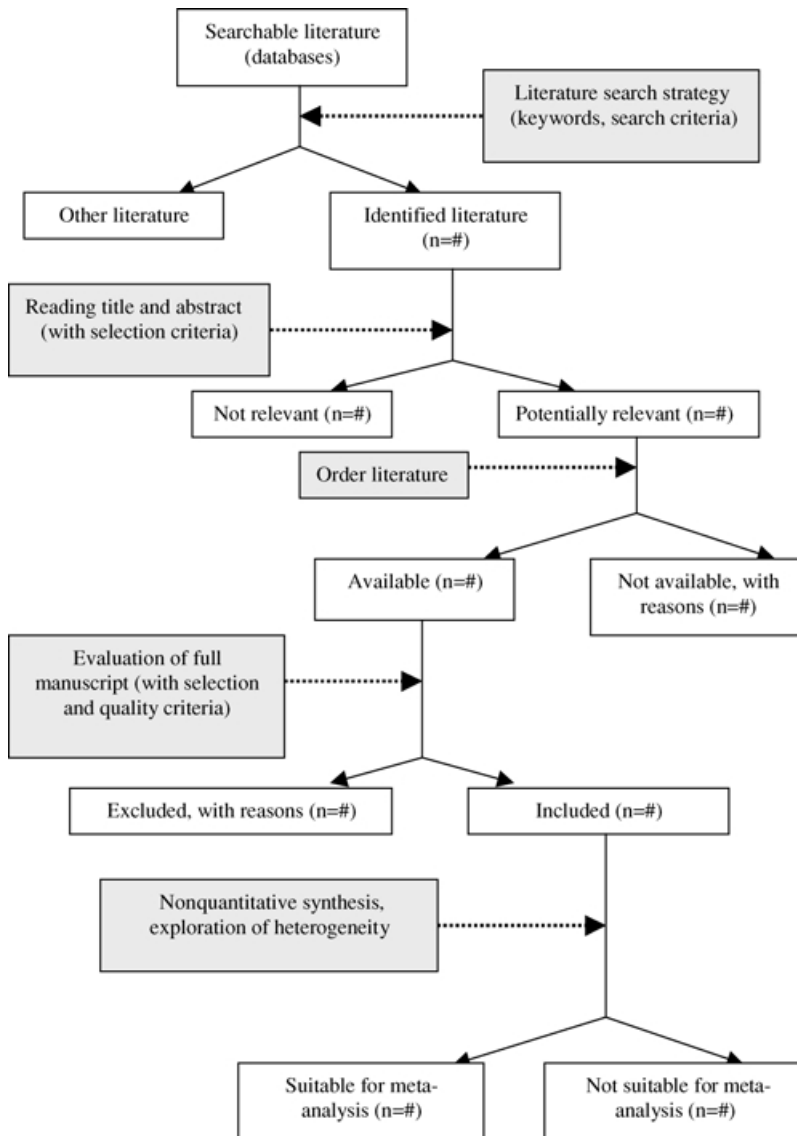 Searchable literature
(databases)
Literature search strategy
(keywords, search criteria)
Other literature
Identified literature
(n=#)
Reading title and abstract
(with selection criteria)
Not relevant (n=#)
Potentially relevant (n=#)
Order literature
Available (n=#)
Not available, with
reasons (n=#)
Evaluation of full
manuscript (with selection
and quality criteria)
Excluded, with reasons (n=#)
Included (n=#)
Nonquantitative synthesis,
exploration of heterogeneity
Suitable for meta-
analysis (n=#)
Not suitable for meta-
analysis (n=#)